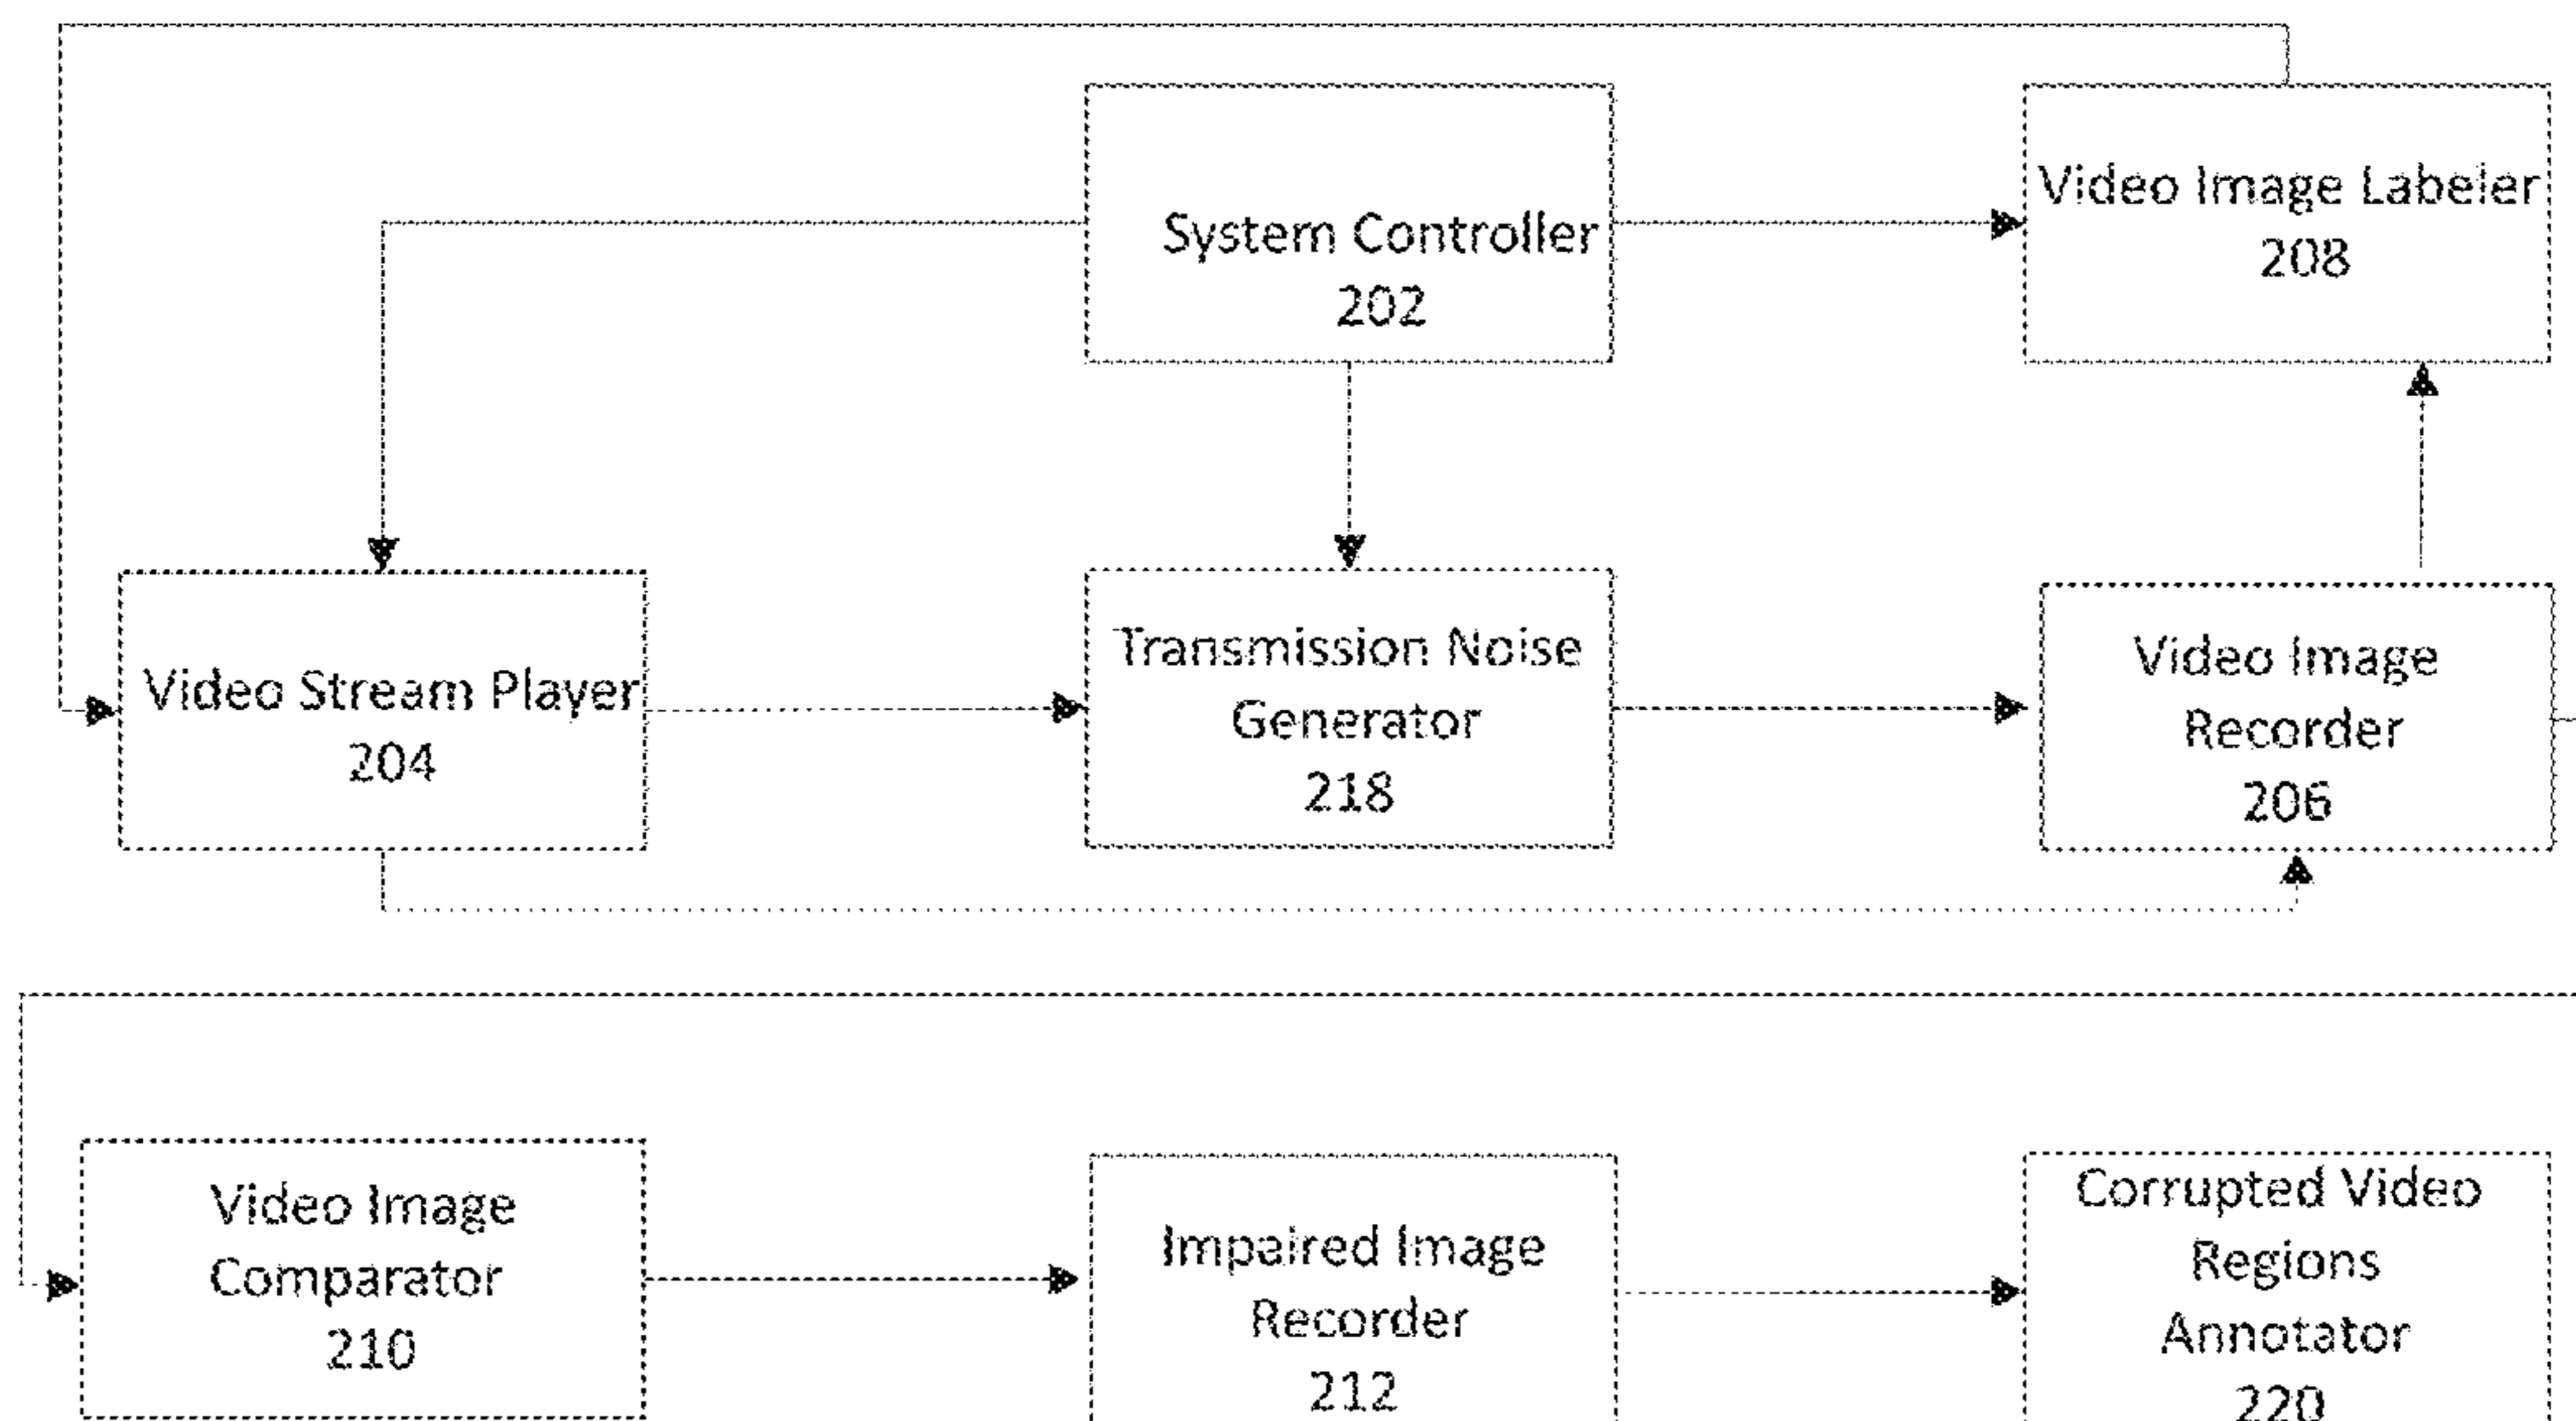 System Controller
202
Video Image Labeler
208
Video Stream Player
204
Transmission Noise
Generator
218
Video Image
Recorder
206
Video Image
Comparator
210
Impaired Image
Recorder
212
Corrupted Video
Regions
Annotator
220